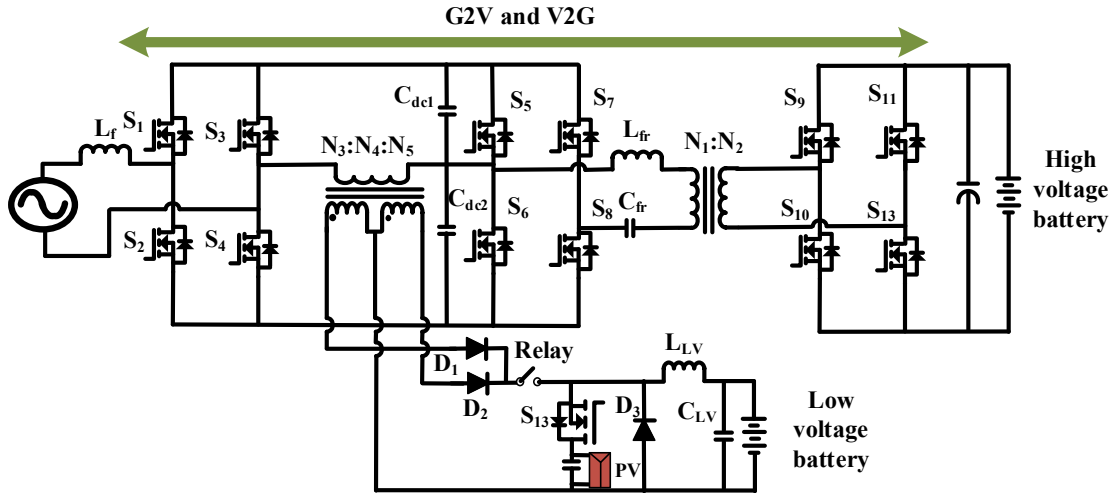 G2V and V2G
S1
S3
Lf
N3:N4:N5
Cdc1
S5
S7
Lfr
N1:N2
S9
S11
High
voltage
battery
S2
S4
Cdc2
S6
S8
Cfr
S10
S13
D1
D2
Relay
LLV
S13
D3
CLV
PV
Low
voltage
battery